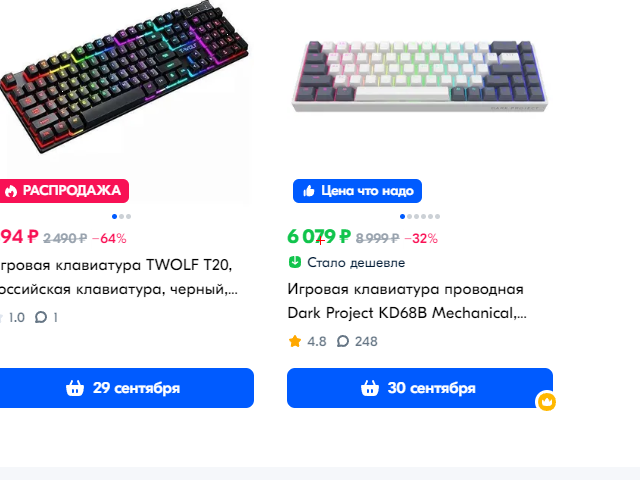 РАСПРОДАЖА
94 ₽ 2 490 ₽ −64%
гровая клавиатура TWOLF T20,
оссийская клавиатура, черный,...
1.0 1
29 сентября
Цена что надо
6 079 ₽ 8 999 ₽ −32%
Стало дешевле
Игровая клавиатура проводная
Dark Project KD68B Mechanical,...
4.8 248
30 сентября